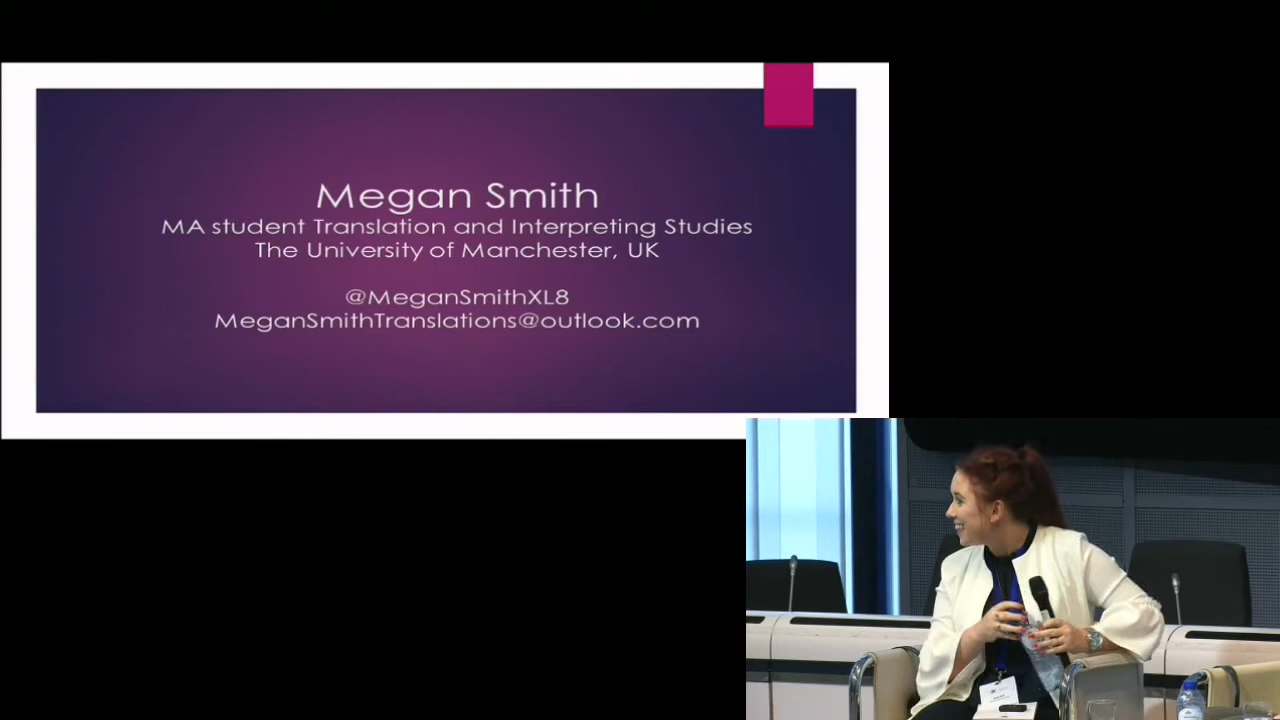 Megan Smith
MA student Translation and Interpreting Studies
The University of Manchester, UK
@MeganSmithXL8
MeganSmithTranslations@outlook.com